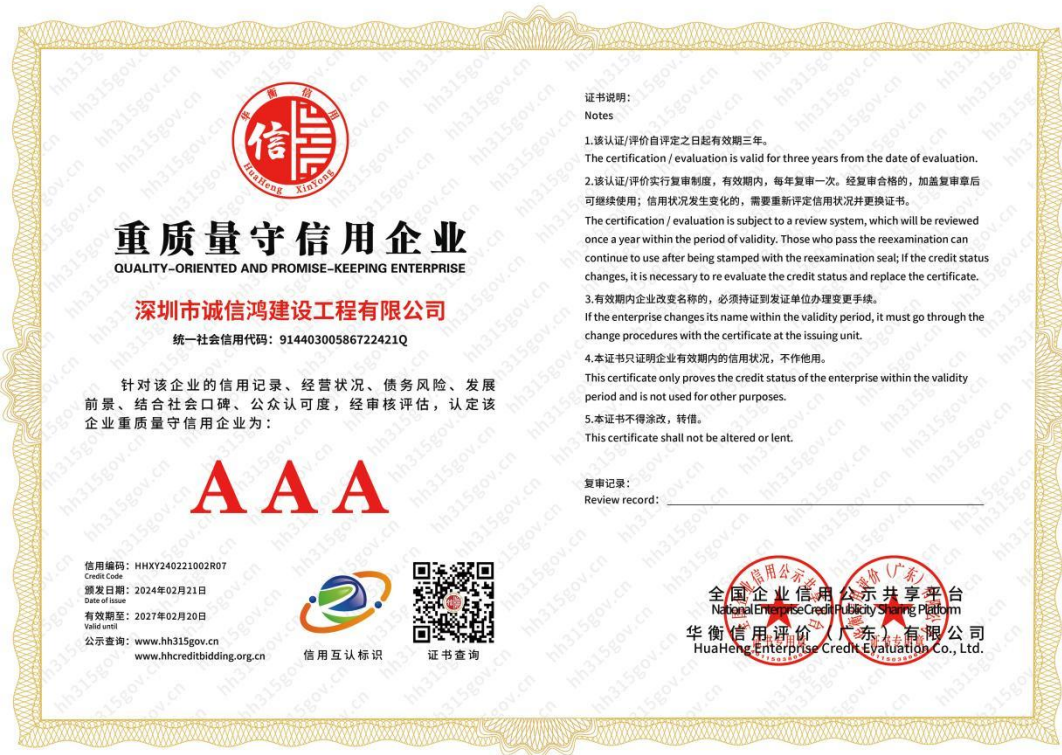 华衡信用
信
HuaHeng XinYong
重质量守信用企业
QUALITY-ORIENTED AND PROMISE-KEEPING ENTERPRISE
深圳市诚信鸿建设工程有限公司
统一社会信用代码：91440300586722421Q
针对该企业的信用记录、经营状况、债务风险、发展
前景、结合社会口碑、公众认可度，经审核评估，认定该
企业重质量守信用企业为：
AAA
信用编码：HHXY240221002R07
Credit Code
颁发日期：2024年02月21日
Date of issue
有效期至：2027年02月20日
Valid until
公示查询：www.hh315gov.cn
www.hhcreditbidding.org.cn
信用互认标识
证书查询
证书说明：
Notes
1.该认证/评价自评定之日起有效期三年。
The certification / evaluation is valid for three years from the date of evaluation.
2.该认证/评价实行复审制度，有效期内，每年复审一次。经复审合格的，加盖复审章后
可继续使用；信用状况发生变化的，需要重新评定信用状况并更换证书。
The certification / evaluation is subject to a review system, which will be reviewed
once a year within the period of validity. Those who pass the reexamination can
continue to use after being stamped with the reexamination seal; If the credit status
changes, it is necessary to re evaluate the credit status and replace the certificate.
3.有效期内企业改变名称的，必须持证到发证单位办理变更手续。
If the enterprise changes its name within the validity period, it must go through the
change procedures with the certificate at the issuing unit.
4.本证书只证明企业有效期内的信用状况，不作他用。
This certificate only proves the credit status of the enterprise within the validity
period and is not used for other purposes.
5.本证书不得涂改，转借。
This certificate shall not be altered or lent.
复审记录：
Review record:
全国企业信用公示共享平台
National Enterprise Credit Publicity Sharing Platform
华衡信用评价（广东）有限公司
HuaHeng Enterprise Credit Evaluation Co., Ltd.
hh315gov.cn